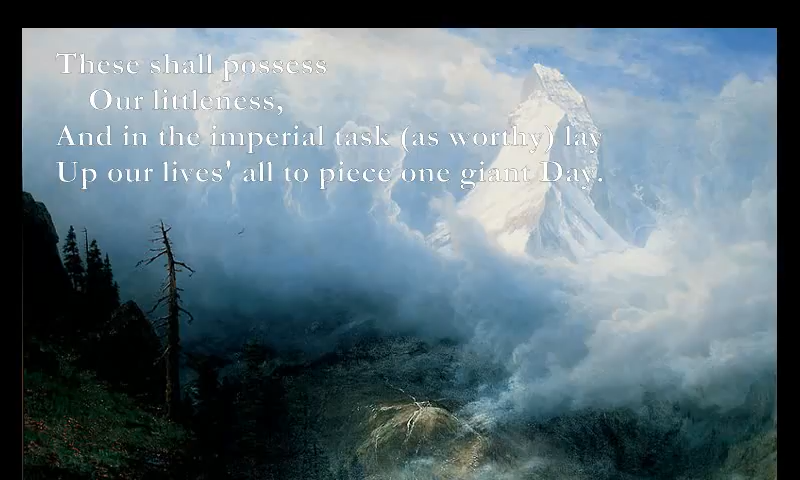 These shall possess
Our littleness,
And in the imperial task (as worthy) lay
Up our lives' all to piece one giant Day.